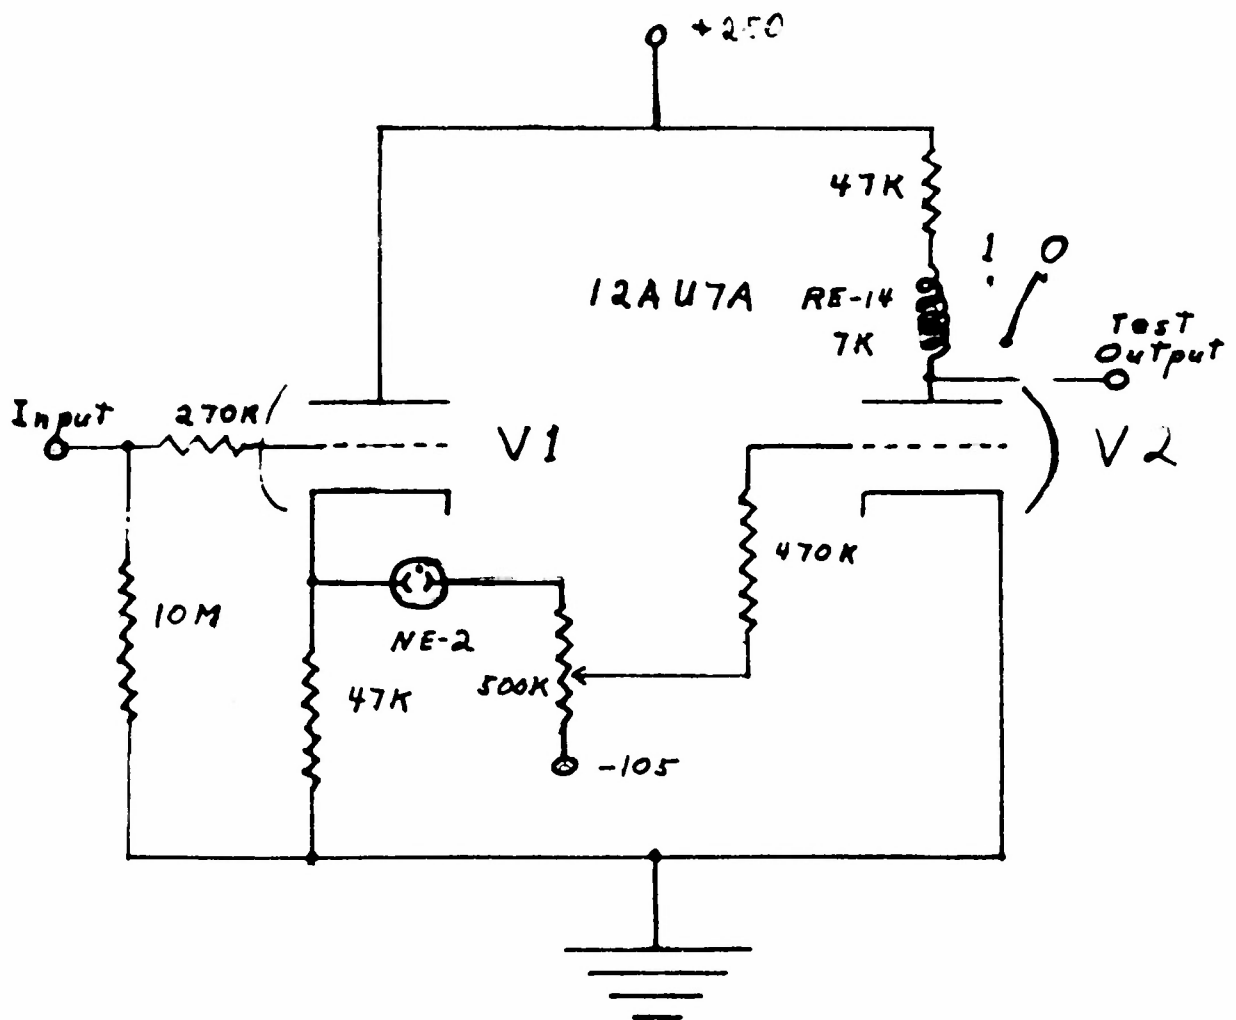 +250
47K
1 0
12AU7A
RE-14
7K
Test
Output
Input
270K
V1
V2
470K
10M
NE-2
47K
500K
-105